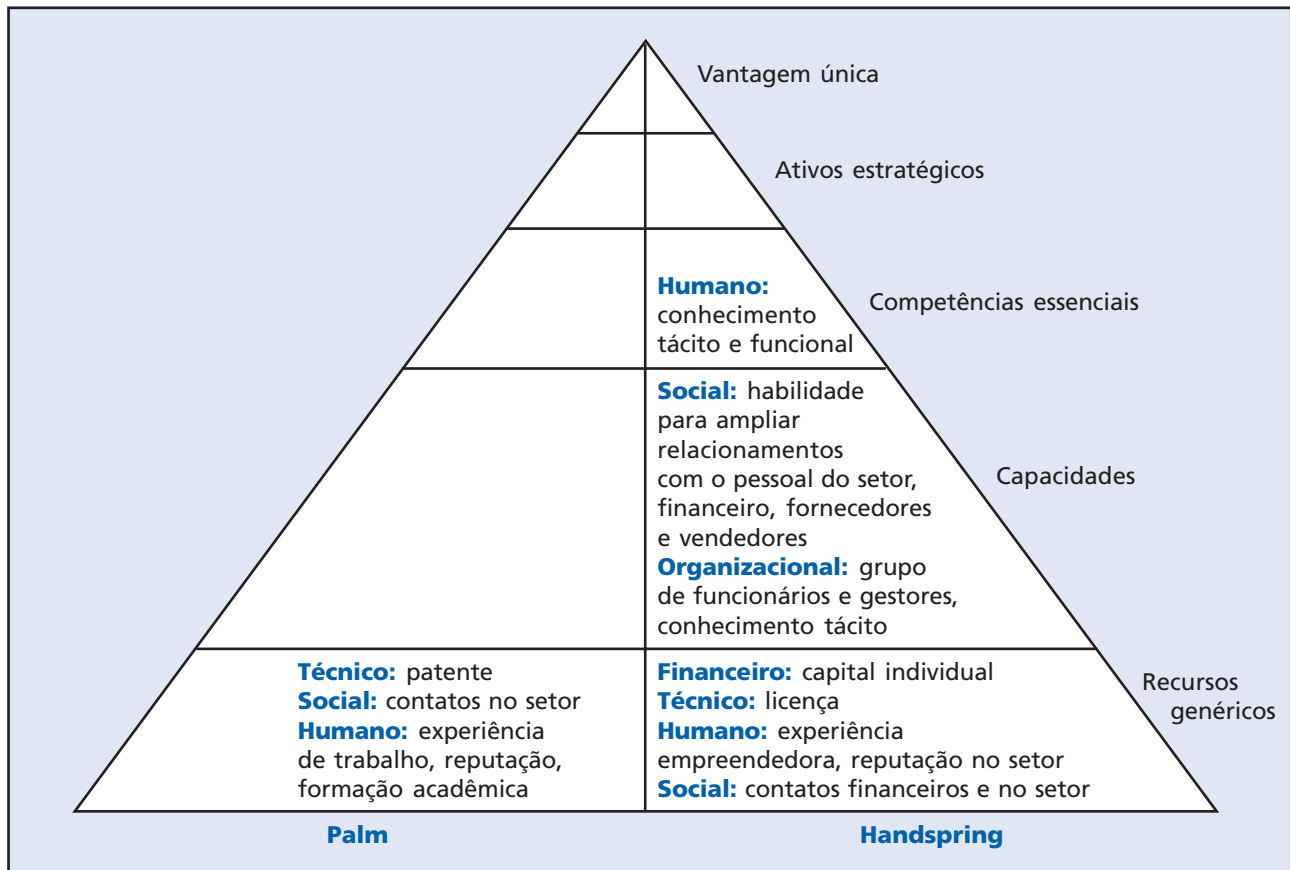 Vantagem única
Ativos estratégicos
Humano:
conhecimento
tácito e funcional
Competências essenciais
Social: habilidade
para ampliar
relacionamentos
com o pessoal do setor,
financeiro, fornecedores
e vendedores
Organizacional: grupo
de funcionários e gestores,
conhecimento tácito
Capacidades
Técnico: patente
Social: contatos no setor
Humano: experiência
de trabalho, reputação,
formação acadêmica
Financeiro: capital individual
Técnico: licença
Humano: experiência
empreendedora, reputação no setor
Social: contatos financeiros e no setor
Recursos
genéricos
Palm
Handspring